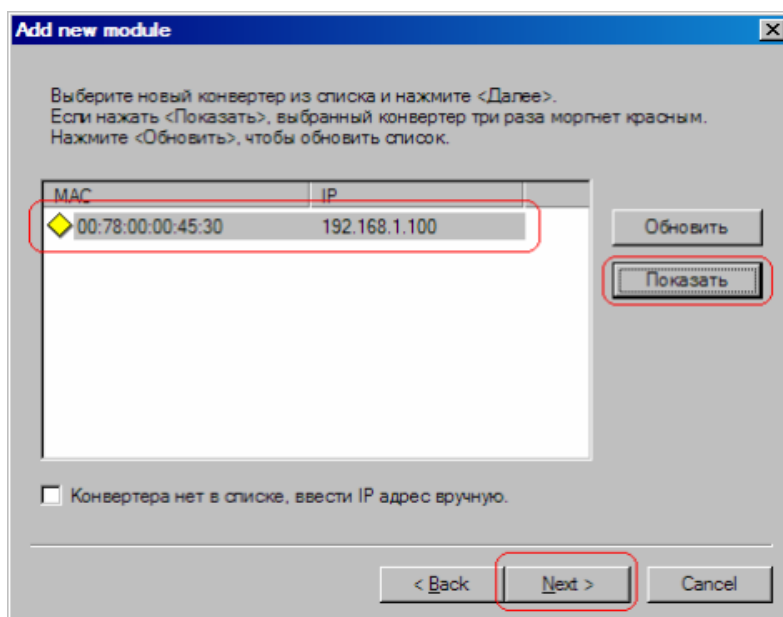 Add new module
Выберите новый конвертер из списка и нажмите <Далее>.
Если нажать <Показать>, выбранный конвертер три раза моргнет красным.
Нажмите <Обновить>, чтобы обновить список.
MAC IP
00:78:00:00:45:30 192.168.1.100
Обновить
Показать
Конвертера нет в списке, ввести IP адрес вручную.
< Back Next > Cancel